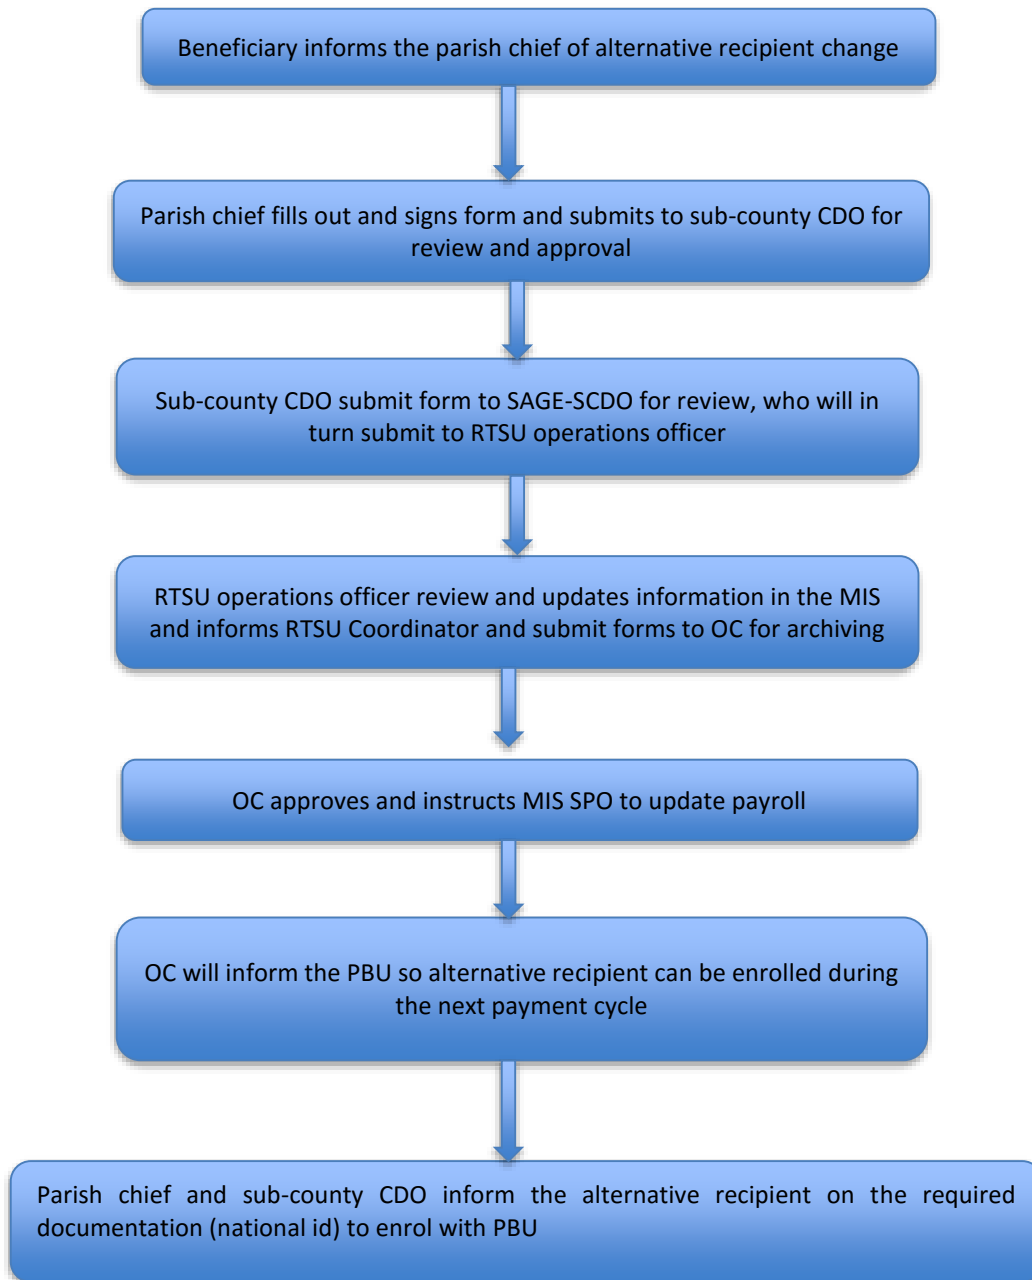 Beneficiary informs the parish chief of alternative recipient change
Parish chief fills out and signs form and submits to sub-county CDO for
review and approval
Sub-county CDO submit form to SAGE-SCDO for review, who will in
turn submit to RTSU operations officer
RTSU operations officer review and updates information in the MIS
and informs RTSU Coordinator and submit forms to OC for archiving
OC approves and instructs MIS SPO to update payroll
OC will inform the PBU so alternative recipient can be enrolled during
the next payment cycle
Parish chief and sub-county CDO inform the alternative recipient on the required
documentation (national id) to enrol with PBU